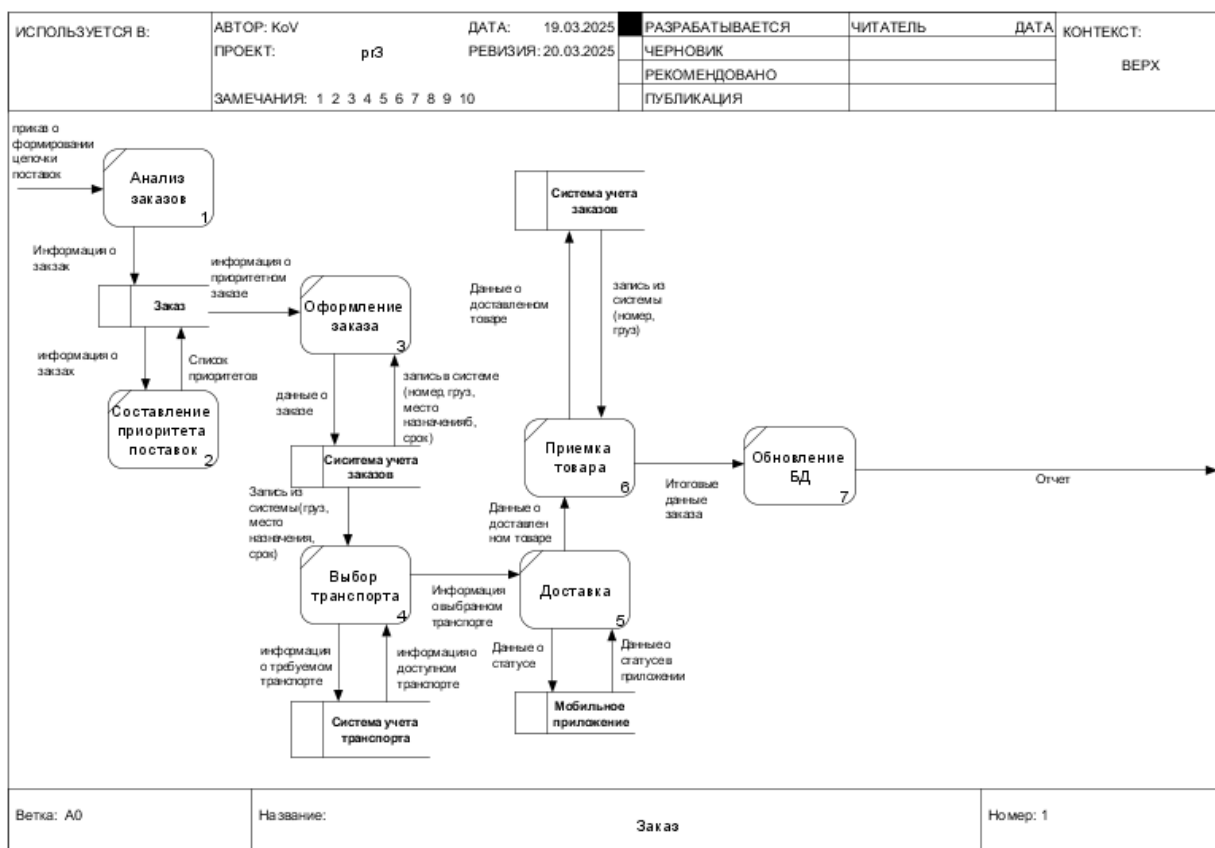 ИСПОЛЬЗУЕТСЯ В:
АВТОР: KoV
ДАТА: 19.03.2025
ПРОЕКТ: pr3
РЕВИЗИЯ: 20.03.2025
ЗАМЕЧАНИЯ: 1 2 3 4 5 6 7 8 9 10
РАЗРАБАТЫВАЕТСЯ
ЧЕРНОВИК
РЕКОМЕНДОВАНО
ПУБЛИКАЦИЯ
ЧИТАТЕЛЬ
ДАТА
КОНТЕКСТ:
ВЕРХ
приказ о
формировании
цепочки
поставок
Анализ
заказов
1
Информация о
закзак
Заказ
информация о
приоритетном
заказе
информация о
закзах
Список
приоритетов
Составление
приоритета
поставок
2
Оформление
заказа
3
данные о
заказе
запись в системе
(номер, груз,
место
назначенияб,
срок)
Сиситема учета
заказов
Запись из
системы(груз,
место
назначения,
срок)
Выбор
транспорта
4
информация
о требуемом
транспорте
информация о
доступном
транспорте
Система учета
транспорта
Информация
о выбранном
транспорте
Доставка
5
Данные о
статусе
Данные о
статусе в
приложении
Мобильное
приложение
Данные о
доставлен
ном товаре
Приемка
товара
6
Данные о
доставленном
товаре
запись из
системы
(номер,
груз)
Система учета
заказов
Итоговые
данные
заказа
Обновление
БД
7
Отчет
Ветка: A0
Название:
Заказ
Номер: 1